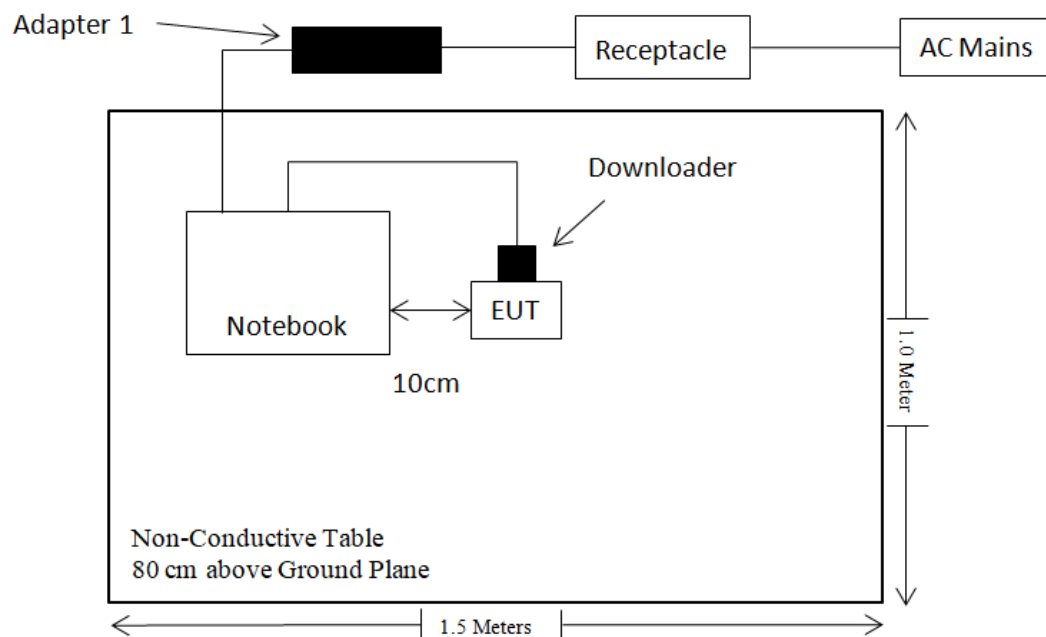 Adapter 1
Receptacle
AC Mains
Downloader
Notebook
EUT
10cm
1.0 Meter
Non-Conductive Table
80 cm above Ground Plane
1.5 Meters